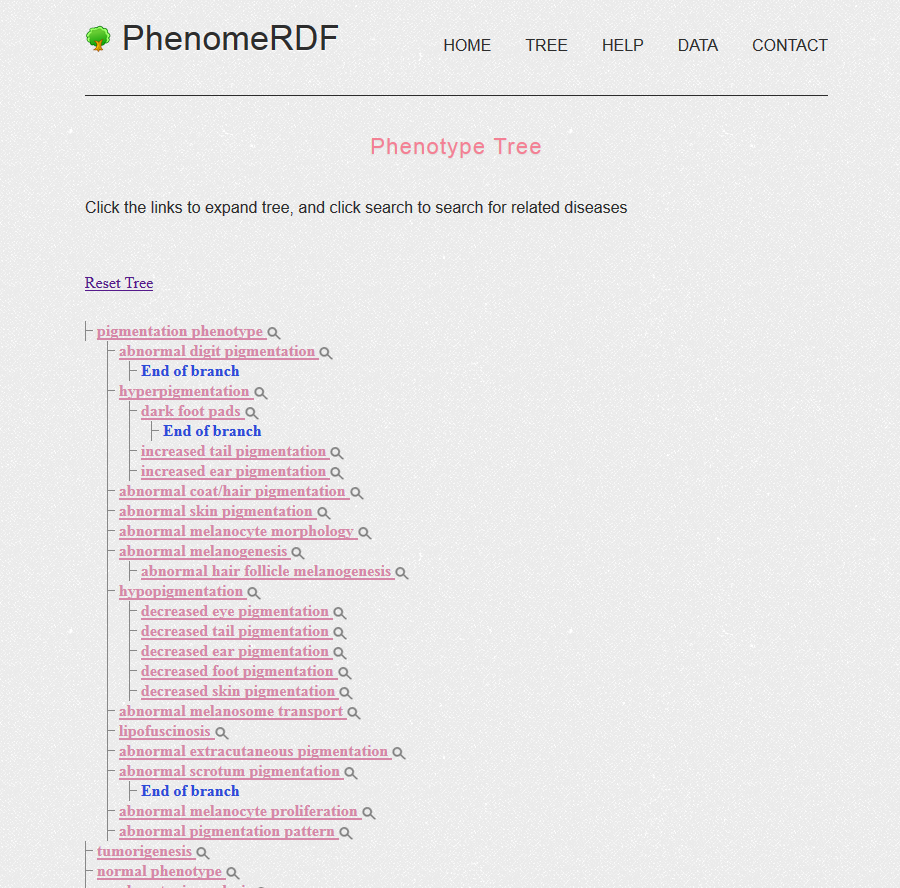 PhenomeRDF
HOME TREE HELP DATA CONTACT
Phenotype Tree
Click the links to expand tree, and click search to search for related diseases
Reset Tree
pigmentation phenotype
abnormal digit pigmentation
End of branch
hyperpigmentation
dark foot pads
End of branch
increased tail pigmentation
increased ear pigmentation
abnormal coat/hair pigmentation
abnormal skin pigmentation
abnormal melanocyte morphology
abnormal melanogenesis
abnormal hair follicle melanogenesis
hypopigmentation
decreased eye pigmentation
decreased tail pigmentation
decreased ear pigmentation
decreased foot pigmentation
decreased skin pigmentation
abnormal melanosome transport
lipofuscinosis
abnormal extracutaneous pigmentation
abnormal scrotum pigmentation
End of branch
abnormal melanocyte proliferation
abnormal pigmentation pattern
tumorigenesis
normal phenotype